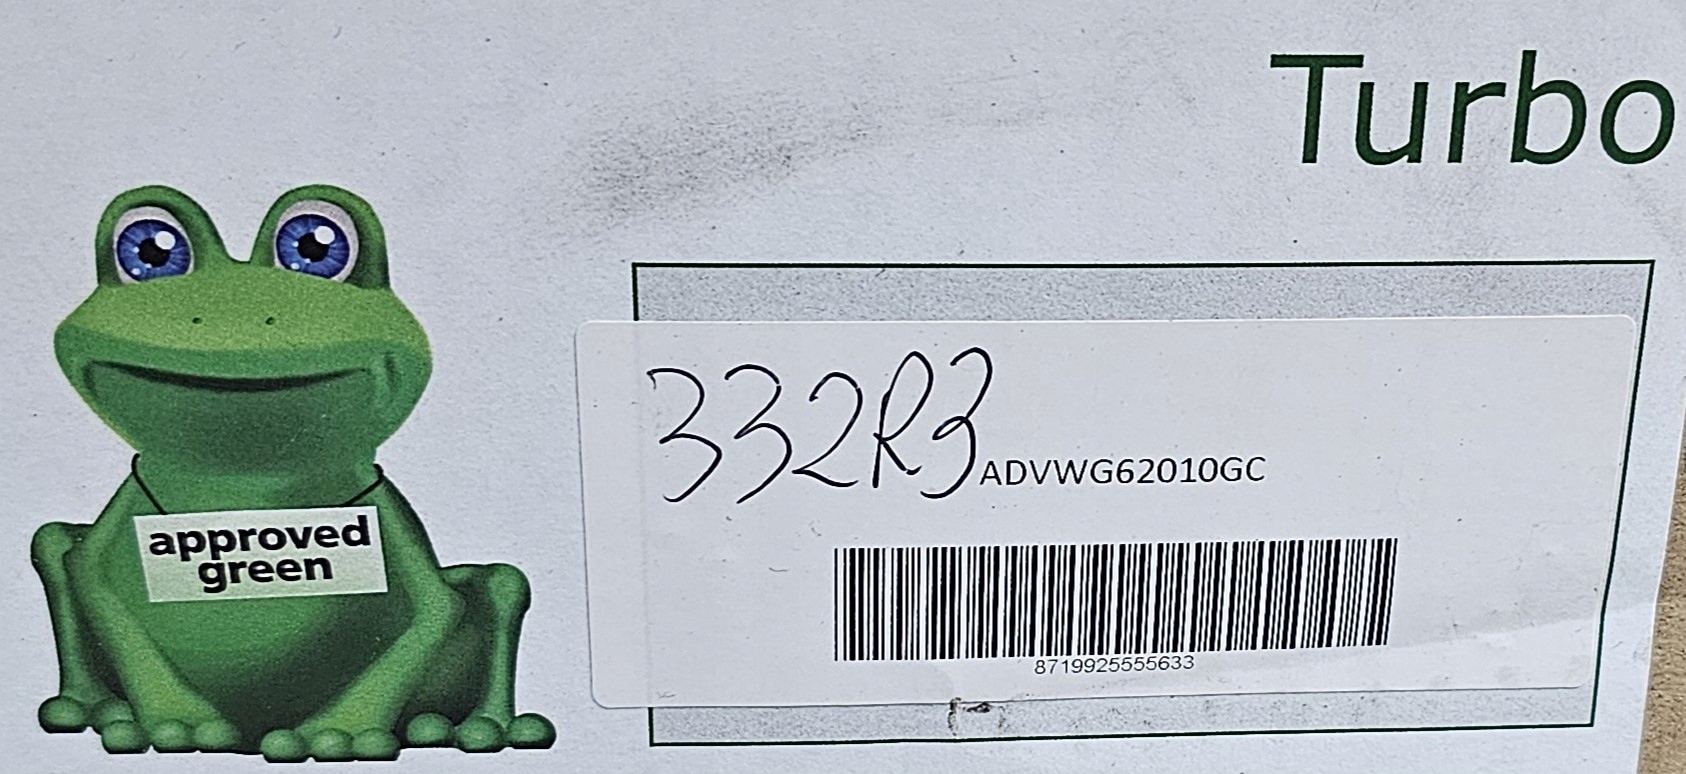 Turbo
approved
green
332R3
ADVWG62010GC
8719925555633